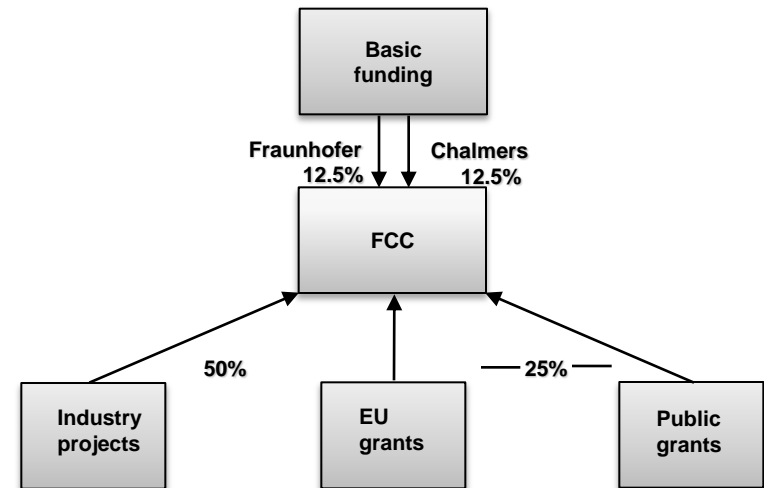 Basic
funding
Fraunhofer
12.5%
Chalmers
12.5%
FCC
50%
25%
Industry
projects
EU
grants
Public
grants